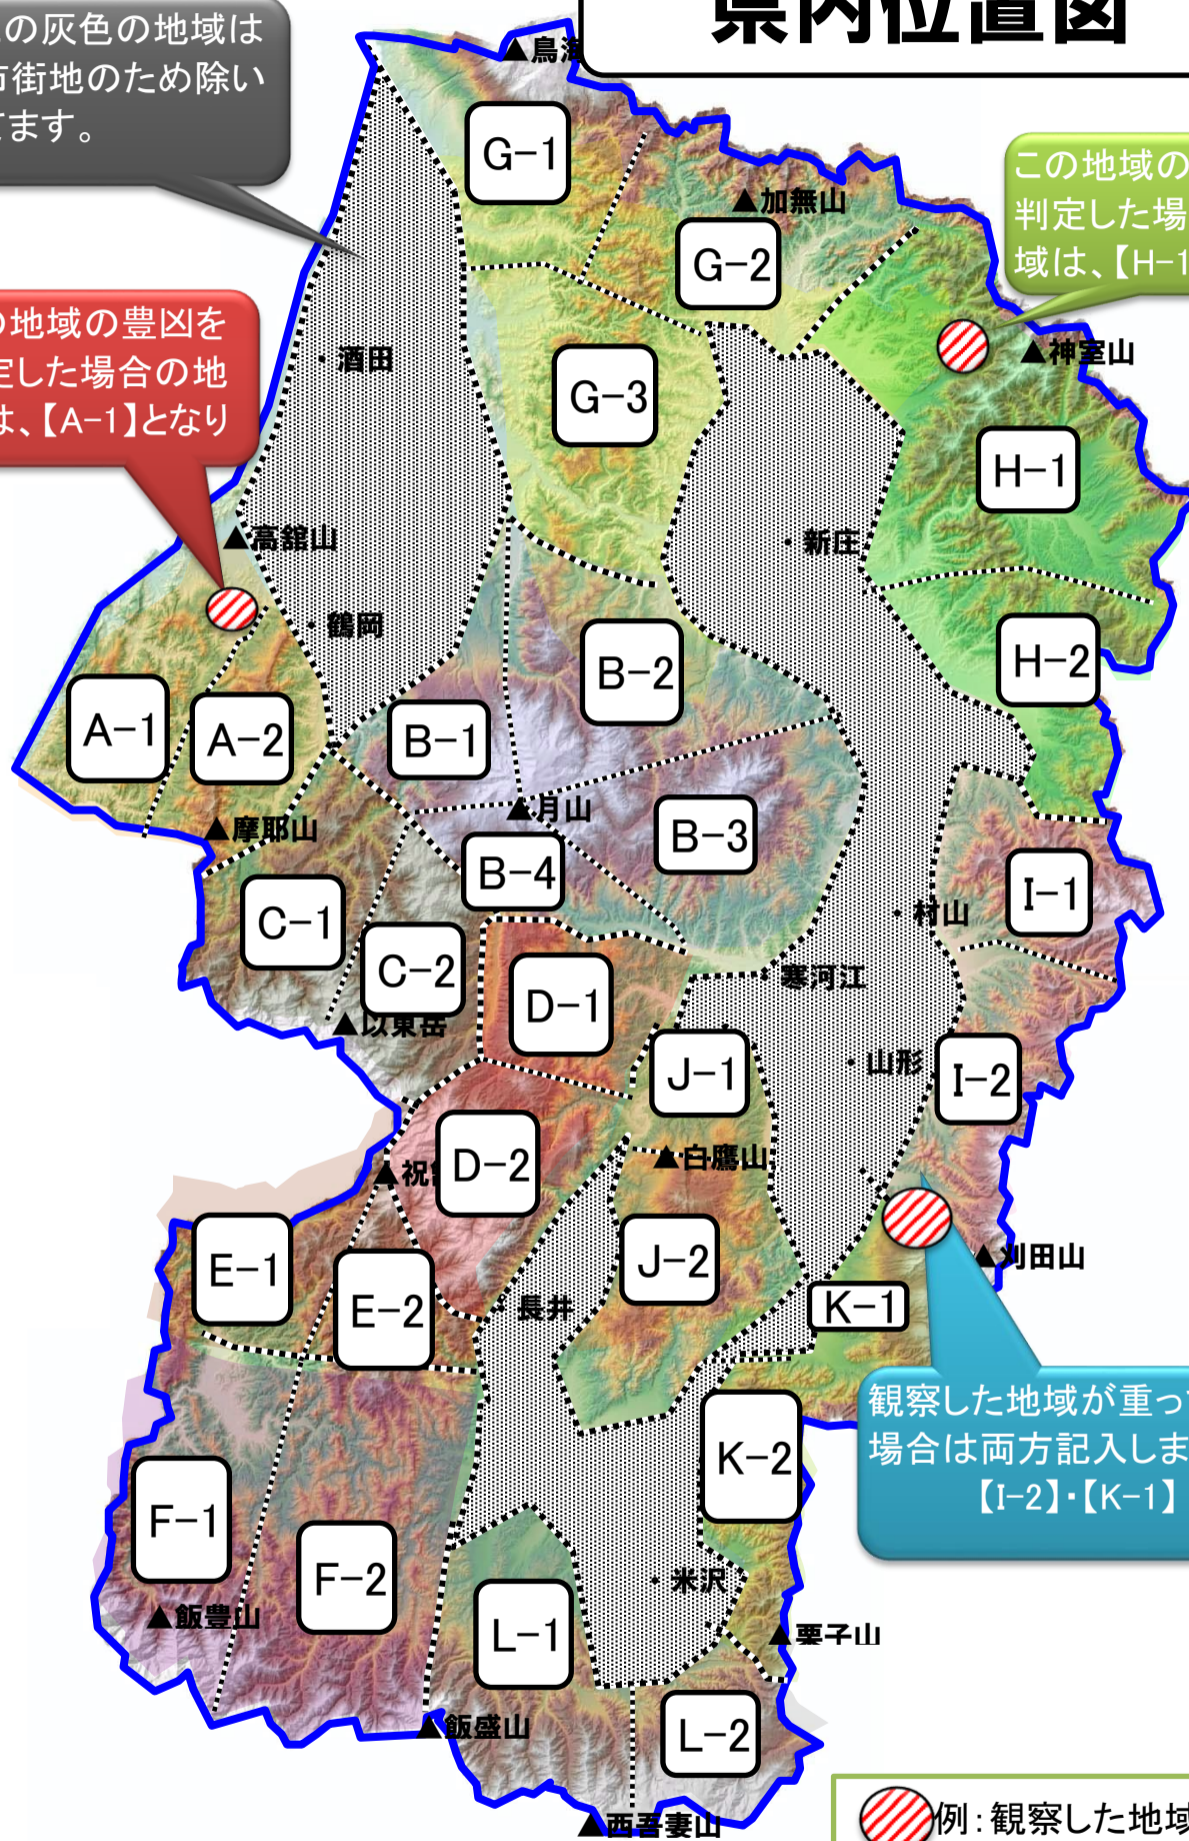 県内位置図
の灰色の地域は
市街地のため除い
てます。
▲鳥海
G-1
この地域の
判定した場
域は、【H-1
▲加無山
G-2
の地域の豊凶を
定した場合の地
は、【A-1】となり
・酒田
▲神室山
G-3
H-1
▲高舘山
・新庄
・鶴岡
H-2
B-2
A-1
A-2
B-1
▲月山
▲摩耶山
B-3
B-4
I-1
C-1
・村山
C-2
・寒河江
D-1
▲以東岳
・山形
J-1
I-2
D-2
▲白鷹山
▲祝
E-1
J-2
▲刈田山
E-2
・長井
K-1
観察した地域が重っ
場合は両方記入しま
【I-2】・【K-1】
K-2
F-1
F-2
・米沢
▲飯豊山
L-1
▲栗子山
▲飯盛山
L-2
▲西吾妻山
例：観察した地域